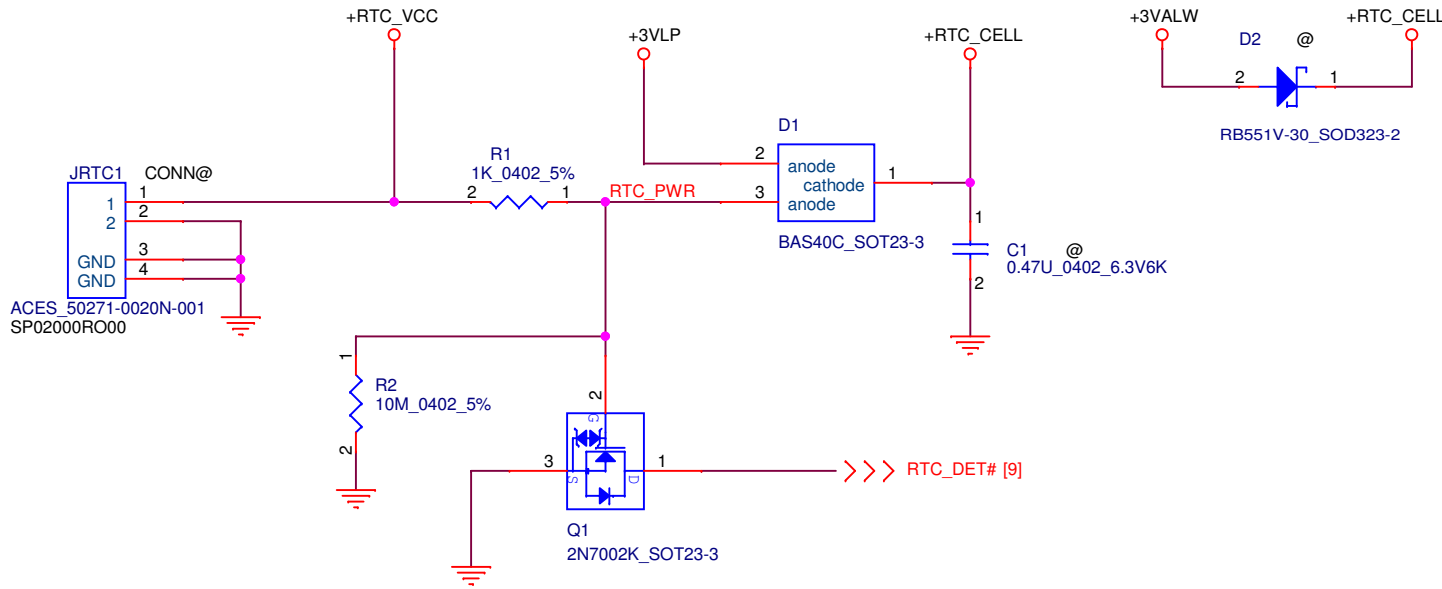 +RTC_VCC
+3VLP
+RTC_CELL
+3VALW
+RTC_CELL
D2 @
2 1
RB551V-30_SOD323-2
JRTC1
CONN@
1
2
GND
GND
1
2
3
4
ACES_50271-0020N-001
SP02000RO00
R1
1K_0402_5%
2 1
RTC_PWR
D1
2 anode
cathode 1
3 anode
BAS40C_SOT23-3
1
C1 @
0.47U_0402_6.3V6K
2
1
R2
10M_0402_5%
2
2
G
3 S D 1
RTC_DET# [9]
Q1
2N7002K_SOT23-3